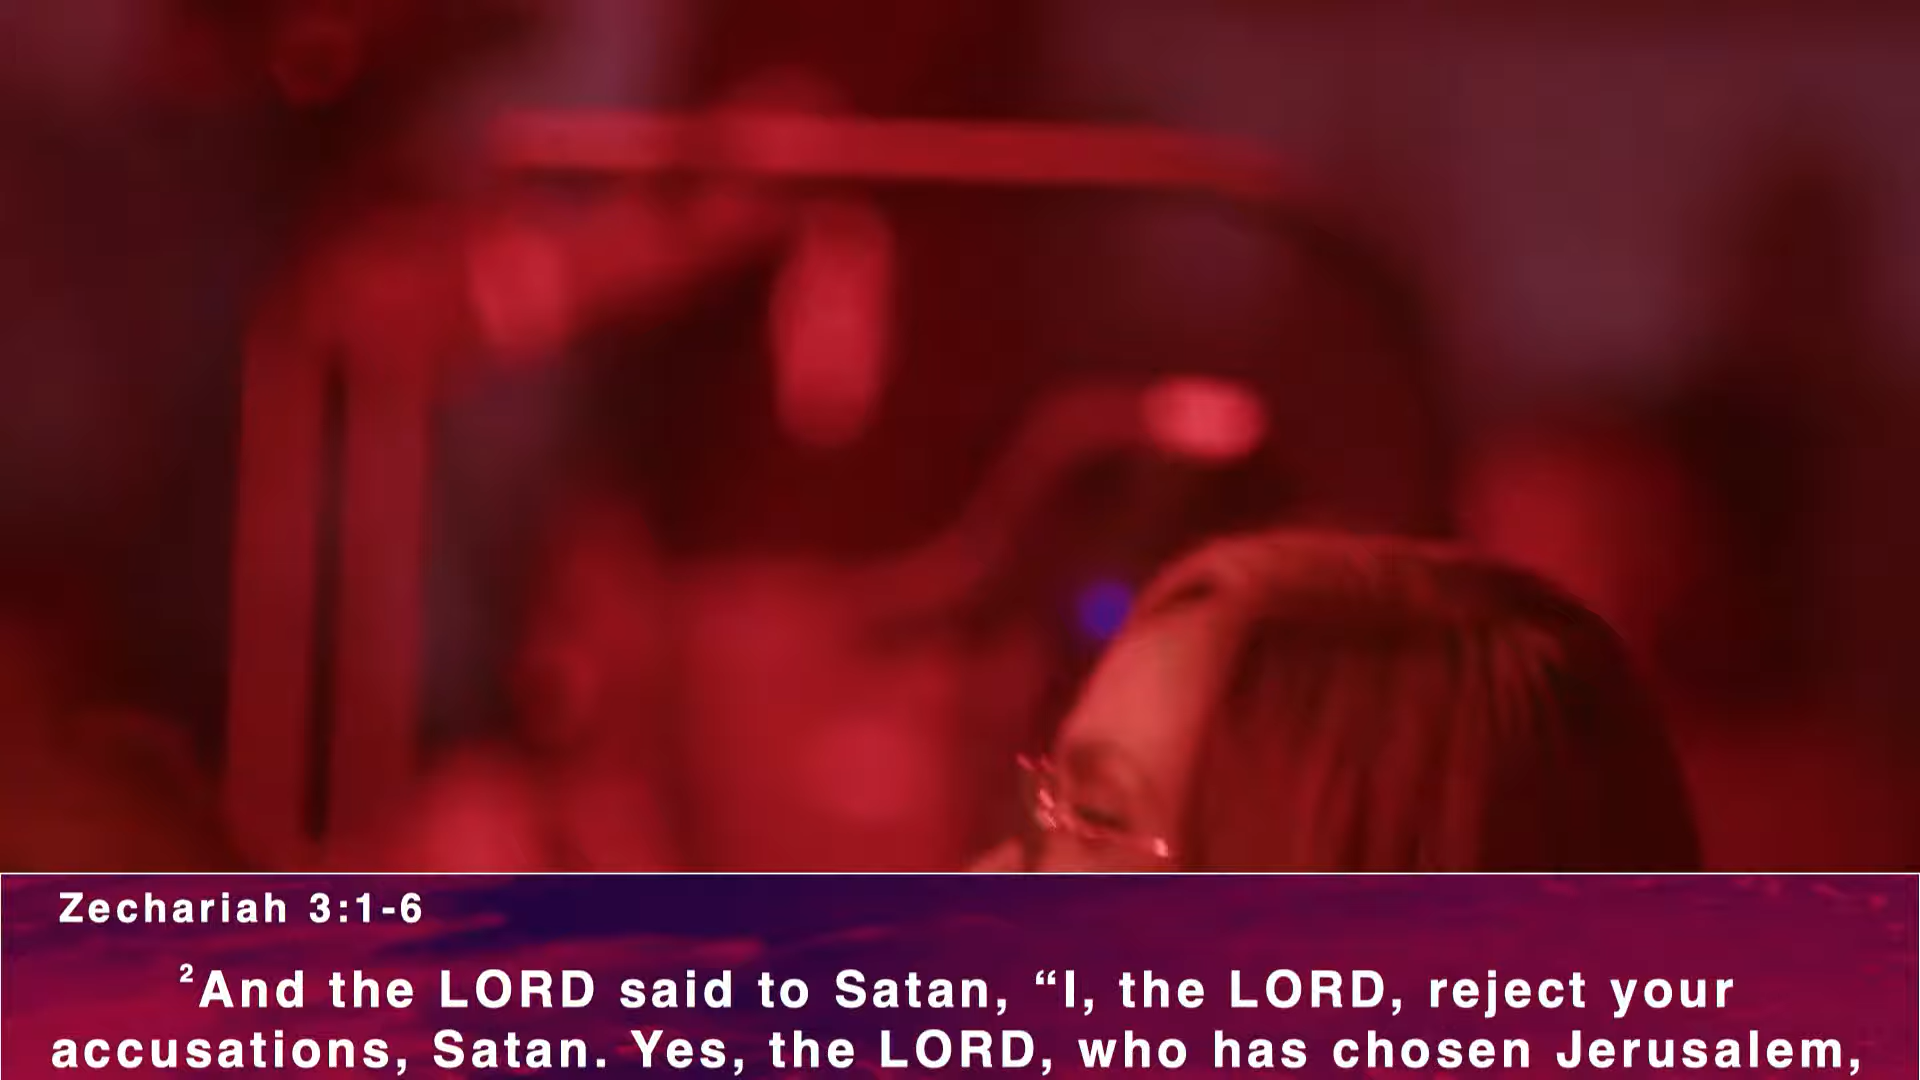 Zechariah 3:1-6
²And the LORD said to Satan, “I, the LORD, reject your
accusations, Satan. Yes, the LORD, who has chosen Jerusalem,